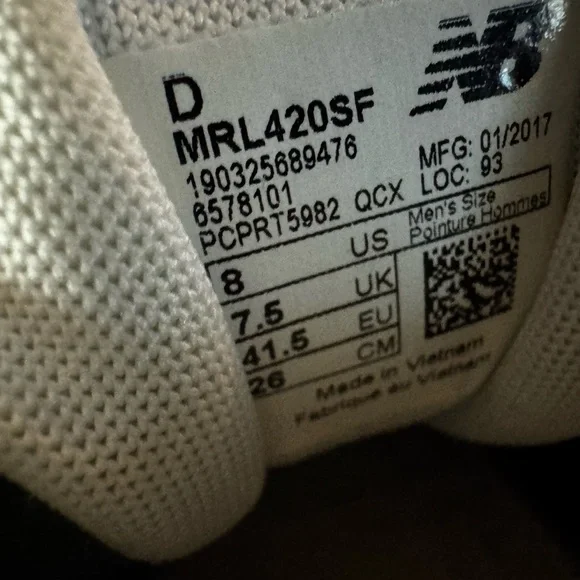 NB
D
MRL420SF
190325689476
6578101
PCPRT5982 QCX
MFG: 01/2017
LOC: 93
Men's Size
Pointure Hommes
8 US
7.5 UK
41.5 EU
26 CM
Made in Vietnam
Fabriqué au Vietnam